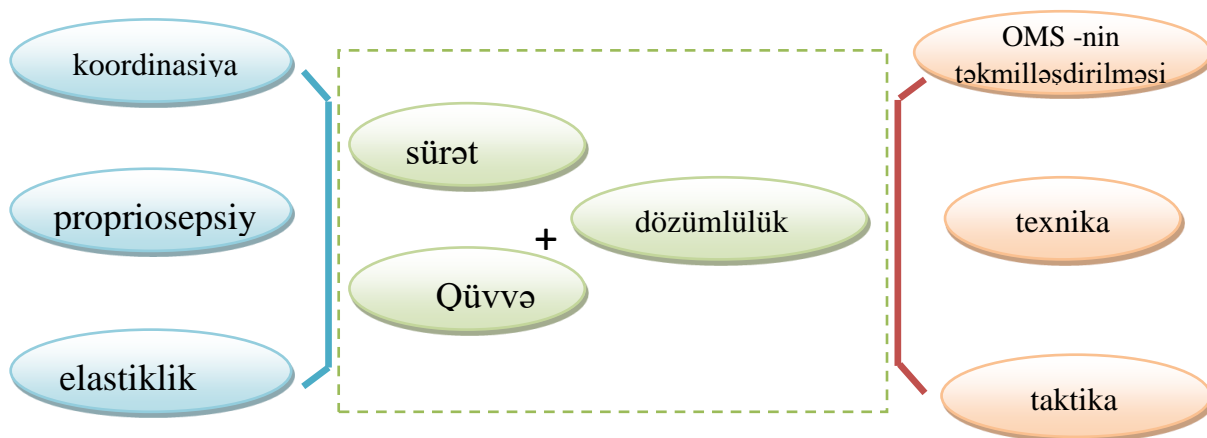 koordinasiya
propriosepsiy
elastiklik
sürət
+
Qüvvə
dözümlülük
OMS -nin
təkmilləşdirilməsi
texnika
taktika